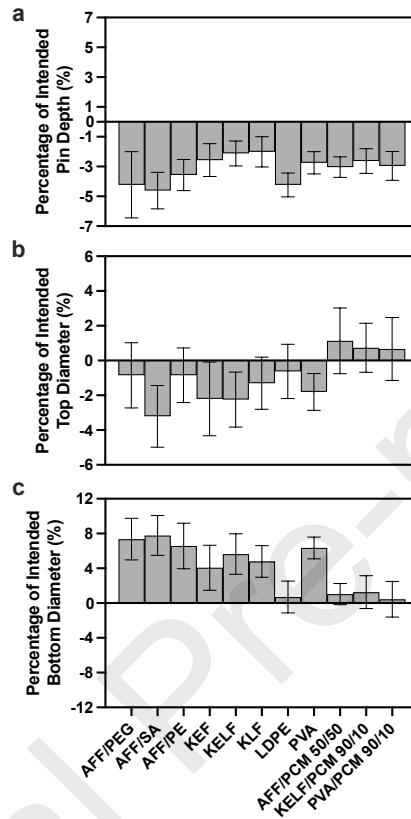 a
Percentage of Intended
Pin Depth (%)
7
5
3
1
0
-1
-3
-5
-7
b
Percentage of Intended
Top Diameter (%)
6
4
2
0
-2
-4
-6
c
Percentage of Intended
Bottom Diameter (%)
12
8
4
0
-4
-8
-12
AFF/PEG
AFF/SA
AFF/PE
KEF
KELF
KLF
LDPE
PVA
AFF/PCM 50/50
KELF/PCM 90/10
PVA/PCM 90/10
l Pre-